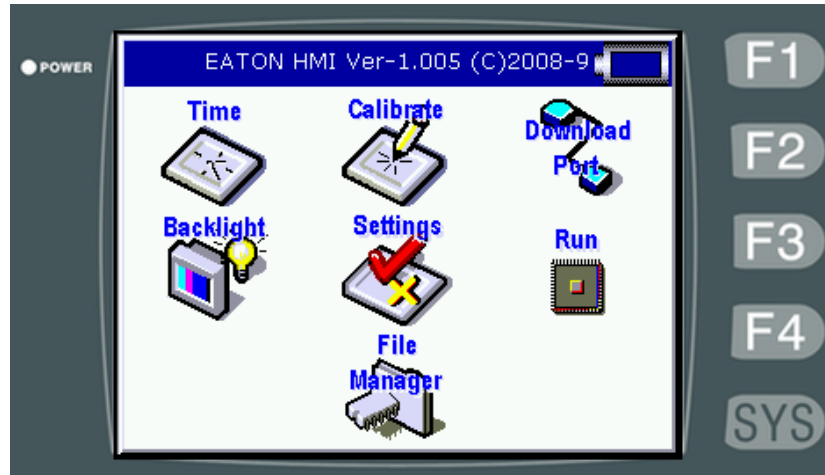 POWER
EATON HMI Ver-1.005 (C)2008-9
Time
Calibrate
Download
Port
Backlight
Settings
Run
File
Manager
F1
F2
F3
F4
SYS